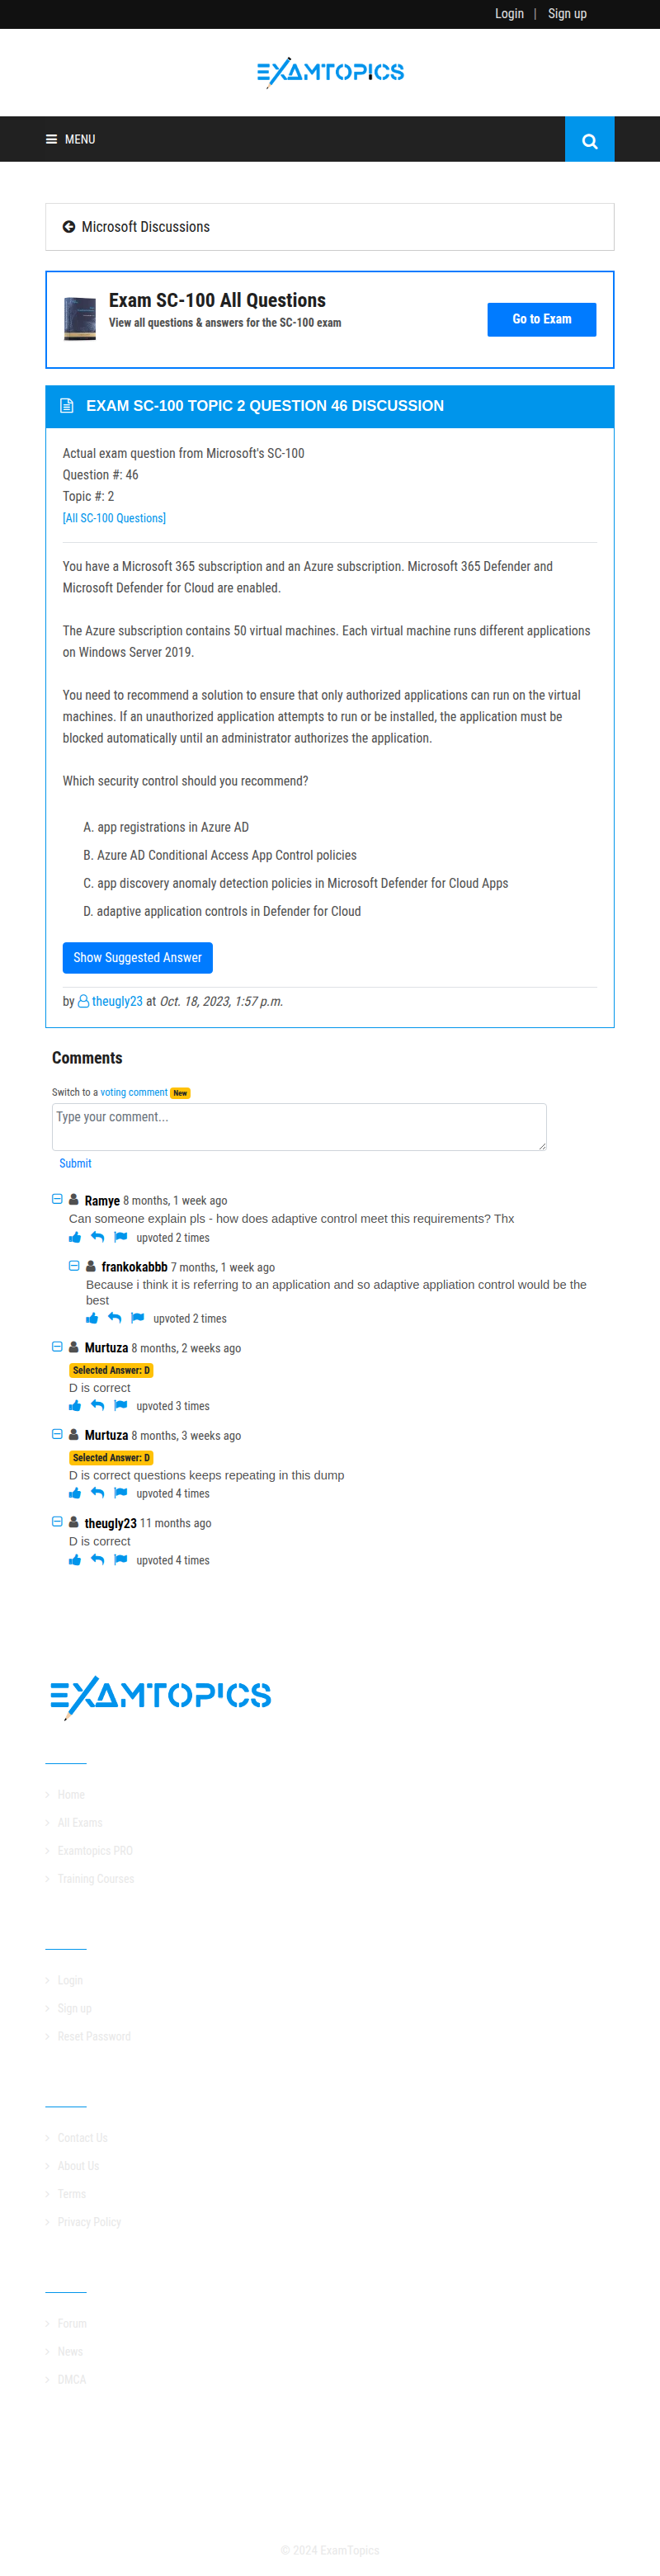 Login | Sign up
EXAMTOPICS
MENU
Microsoft Discussions
Exam SC-100 All Questions
View all questions & answers for the SC-100 exam
Go to Exam
EXAM SC-100 TOPIC 2 QUESTION 46 DISCUSSION
Actual exam question from Microsoft's SC-100
Question #: 46
Topic #: 2
[All SC-100 Questions]
You have a Microsoft 365 subscription and an Azure subscription. Microsoft 365 Defender and
Microsoft Defender for Cloud are enabled.
The Azure subscription contains 50 virtual machines. Each virtual machine runs different applications
on Windows Server 2019.
You need to recommend a solution to ensure that only authorized applications can run on the virtual
machines. If an unauthorized application attempts to run or be installed, the application must be
blocked automatically until an administrator authorizes the application.
Which security control should you recommend?
A. app registrations in Azure AD
B. Azure AD Conditional Access App Control policies
C. app discovery anomaly detection policies in Microsoft Defender for Cloud Apps
D. adaptive application controls in Defender for Cloud
Show Suggested Answer
by theugly23 at Oct. 18, 2023, 1:57 p.m.
Comments
Switch to a voting comment New
Type your comment...
Submit
Ramye 8 months, 1 week ago
Can someone explain pls - how does adaptive control meet this requirements? Thx
upvoted 2 times
frankokabbb 7 months, 1 week ago
Because i think it is referring to an application and so adaptive appliation control would be the
best
upvoted 2 times
Murtuza 8 months, 2 weeks ago
Selected Answer: D
D is correct
upvoted 3 times
Murtuza 8 months, 3 weeks ago
Selected Answer: D
D is correct questions keeps repeating in this dump
upvoted 4 times
theugly23 11 months ago
D is correct
upvoted 4 times
EXAMTOPICS
Home
All Exams
Examtopics PRO
Training Courses
Login
Sign up
Reset Password
Contact Us
About Us
Terms
Privacy Policy
Forum
News
DMCA
© 2024 ExamTopics